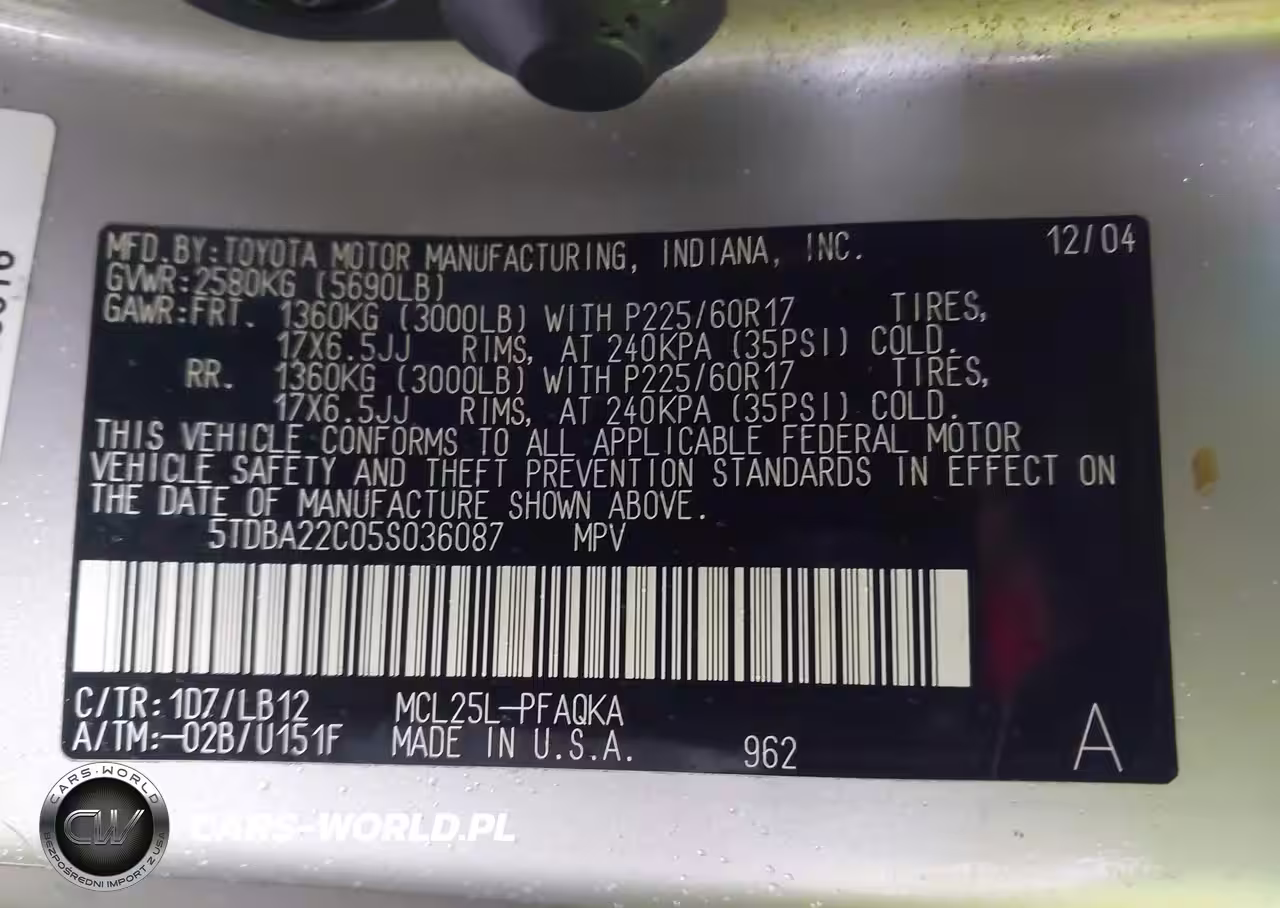 MFD.BY:TOYOTA MOTOR MANUFACTURING, INDIANA, INC. 12/04
GVWR:2580KG (5690LB)
GAWR:FRT. 1360KG (3000LB) WITH P225/60R17 TIRES,
17X6.5JJ RIMS, AT 240KPA (35PSI) COLD.
RR. 1360KG (3000LB) WITH P225/60R17 TIRES,
17X6.5JJ RIMS, AT 240KPA (35PSI) COLD.
THIS VEHICLE CONFORMS TO ALL APPLICABLE FEDERAL MOTOR
VEHICLE SAFETY AND THEFT PREVENTION STANDARDS IN EFFECT ON
THE DATE OF MANUFACTURE SHOWN ABOVE.
5TDBA22C05S036087 MPV
C/TR:1D7/LB12 MCL25L-PFAQKA
A/TM:-02B/U151F MADE IN U.S.A. 962 A
CARS-WORLD
CW
BEZPOŚREDNI IMPORT Z USA
CARS-WORLD.PL